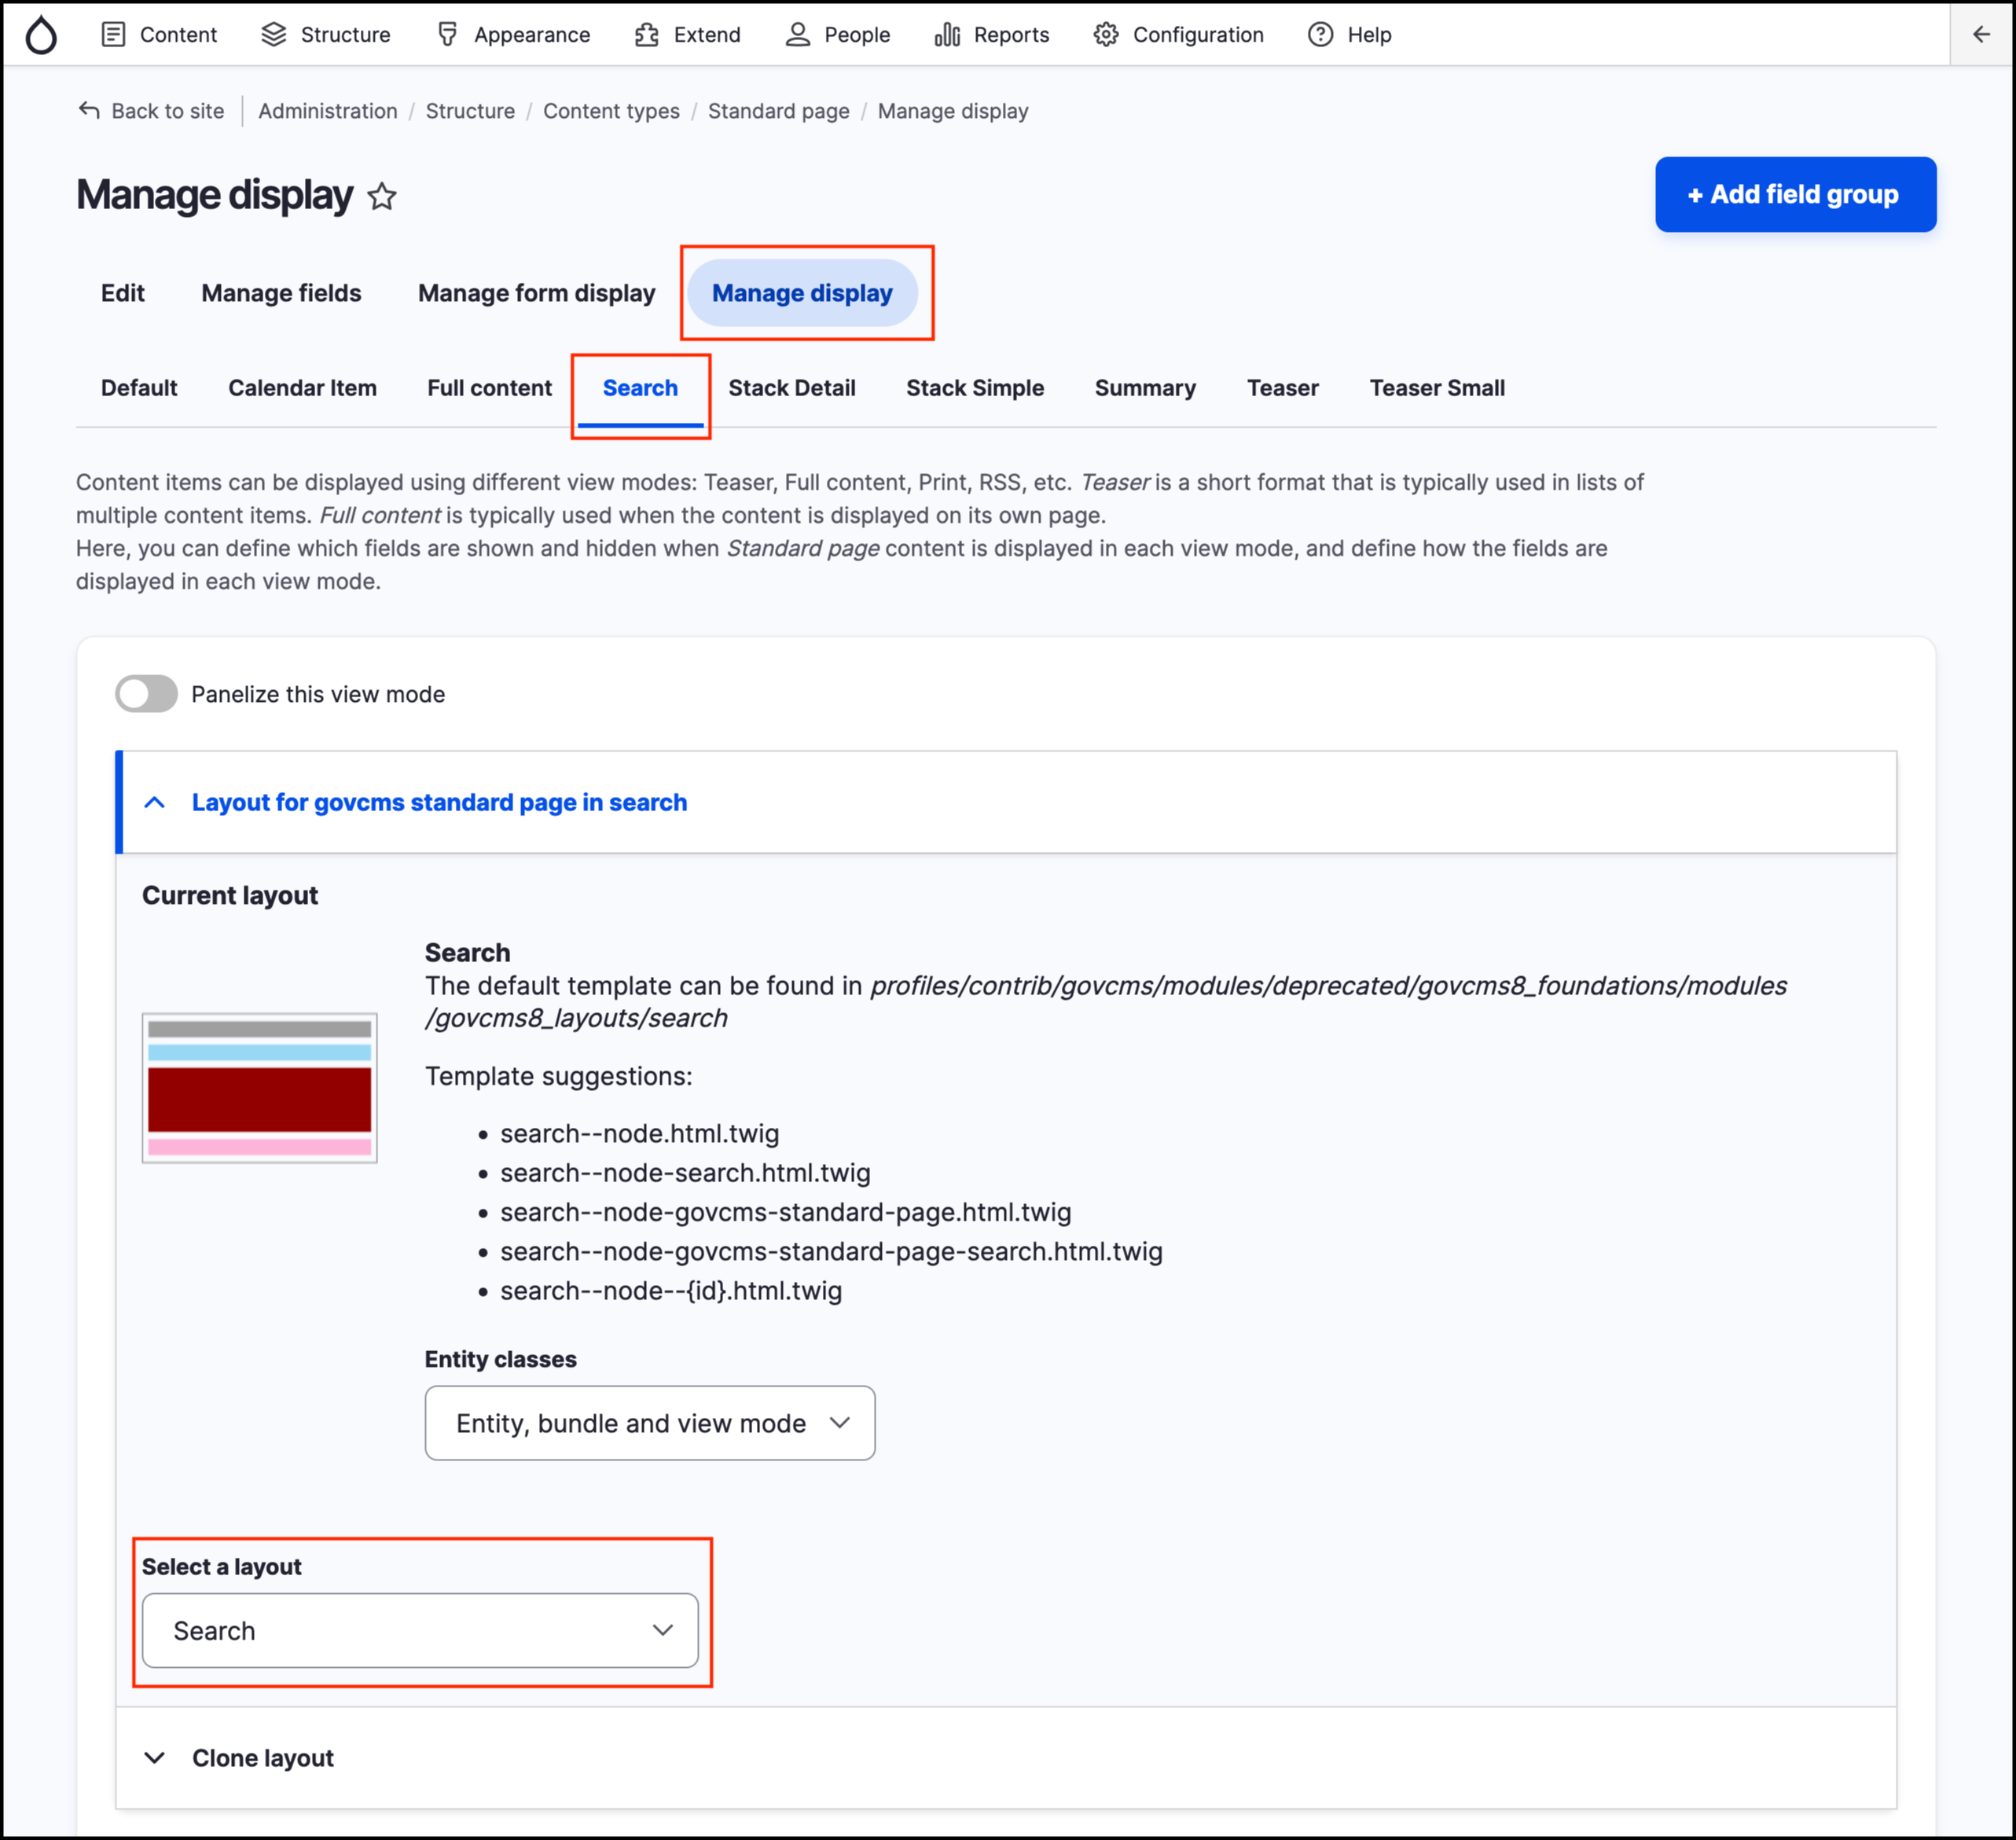 Content Structure Appearance Extend People Reports Configuration Help
Back to site Administration / Structure / Content types / Standard page / Manage display
Manage display
+ Add field group
Edit Manage fields Manage form display Manage display
Default Calendar Item Full content Search Stack Detail Stack Simple Summary Teaser Teaser Small
Content items can be displayed using different view modes: Teaser, Full content, Print, RSS, etc. Teaser is a short format that is typically used in lists of
multiple content items. Full content is typically used when the content is displayed on its own page.
Here, you can define which fields are shown and hidden when Standard page content is displayed in each view mode, and define how the fields are
displayed in each view mode.
Panelize this view mode
Layout for govcms standard page in search
Current layout
Search
The default template can be found in profiles/contrib/govcms/modules/deprecated/govcms8_foundations/modules
/govcms8_layouts/search
Template suggestions:
• search--node.html.twig
• search--node-search.html.twig
• search--node-govcms-standard-page.html.twig
• search--node-govcms-standard-page-search.html.twig
• search--node--{id}.html.twig
Entity classes
Entity, bundle and view mode
Select a layout
Search
Clone layout